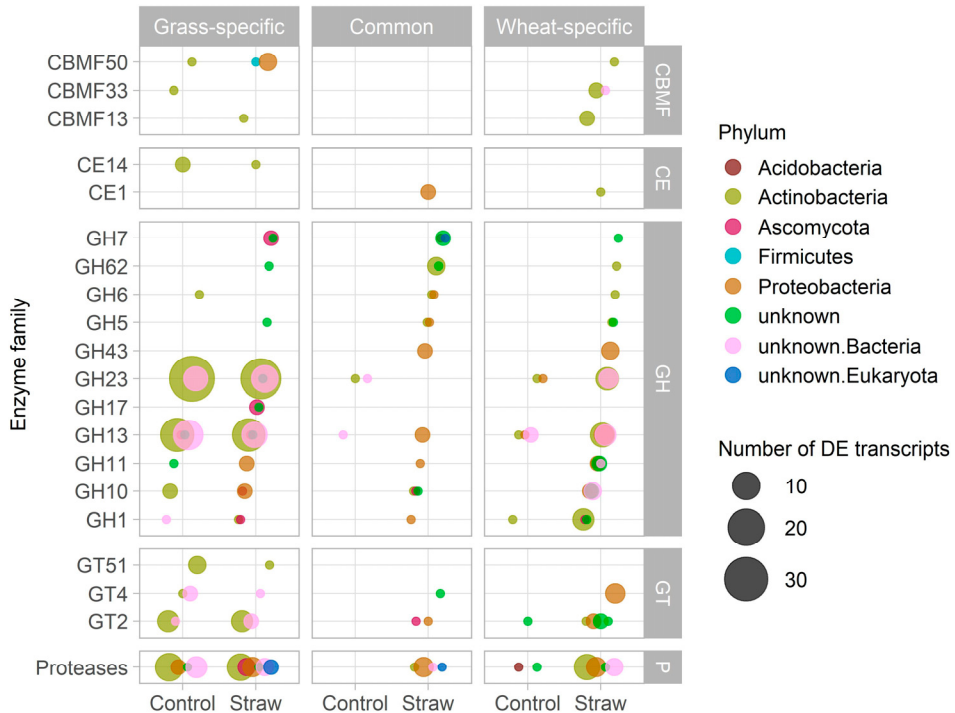 Grass-specific Common Wheat-specific
CBMF50
CBMF33
CBMF13
CBMF
CE14
CE1
CE
GH7
GH62
GH6
GH5
GH43
GH23
GH17
GH13
GH11
GH10
GH1
GH
GT51
GT4
GT2
GT
Proteases
P
Control Straw Control Straw Control Straw
Enzyme family
Phylum
Acidobacteria
Actinobacteria
Ascomycota
Firmicutes
Proteobacteria
unknown
unknown.Bacteria
unknown.Eukaryota
Number of DE transcripts
10
20
30